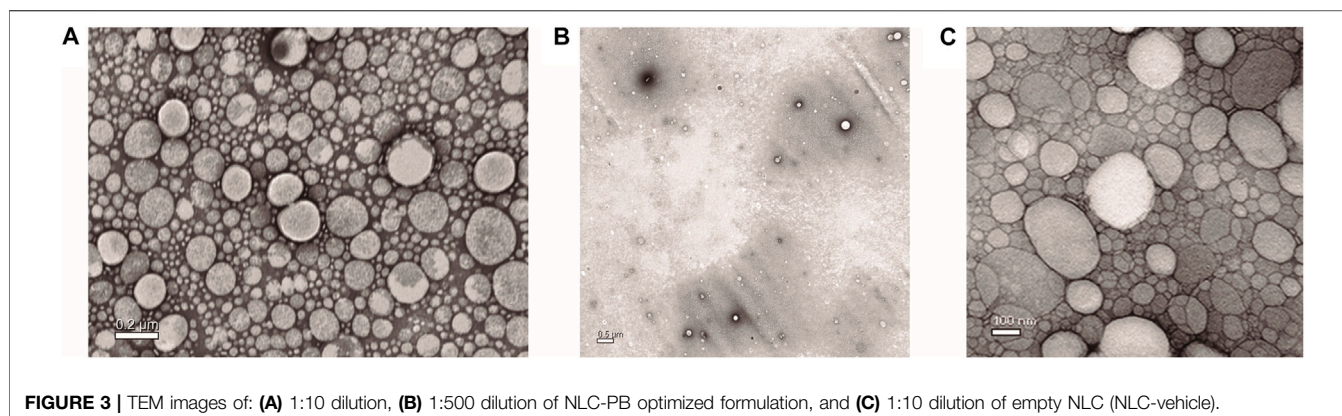 A
B
C
0.2 µm
0.5 µm
100 nm
FIGURE 3 | TEM images of: (A) 1:10 dilution, (B) 1:500 dilution of NLC-PB optimized formulation, and (C) 1:10 dilution of empty NLC (NLC-vehicle).